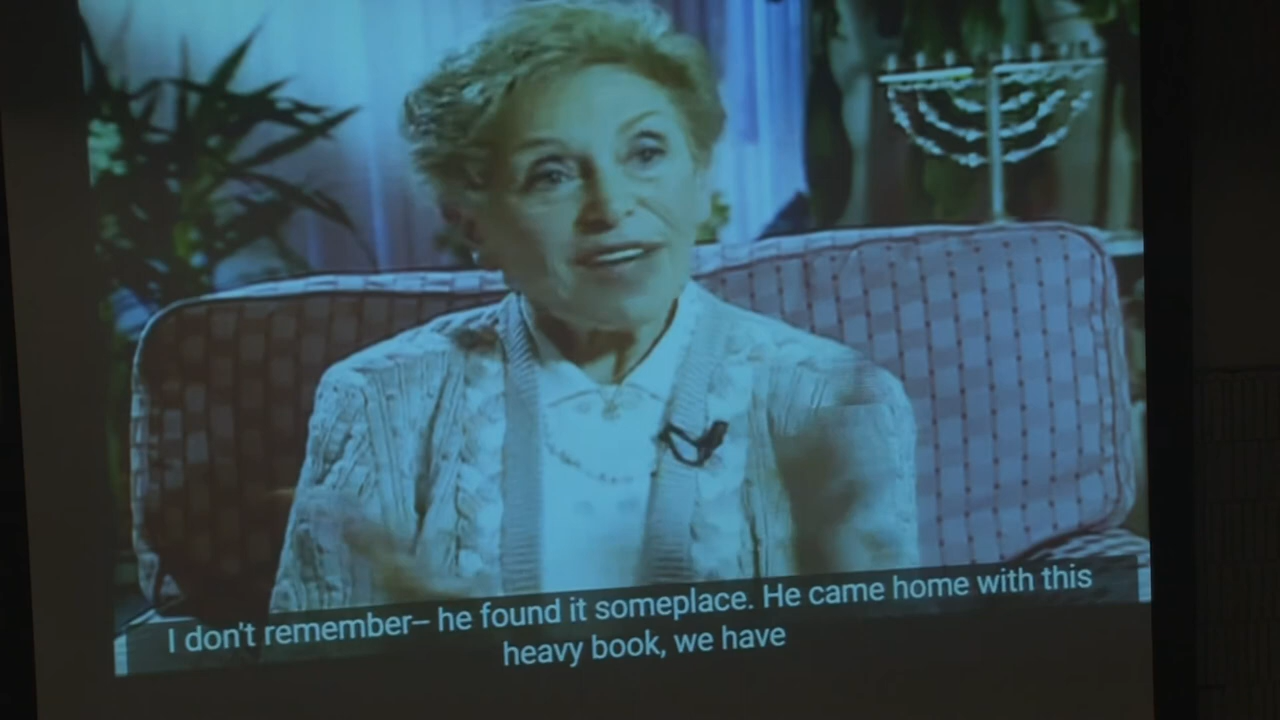 I don't remember– he found it someplace. He came home with this
heavy book, we have